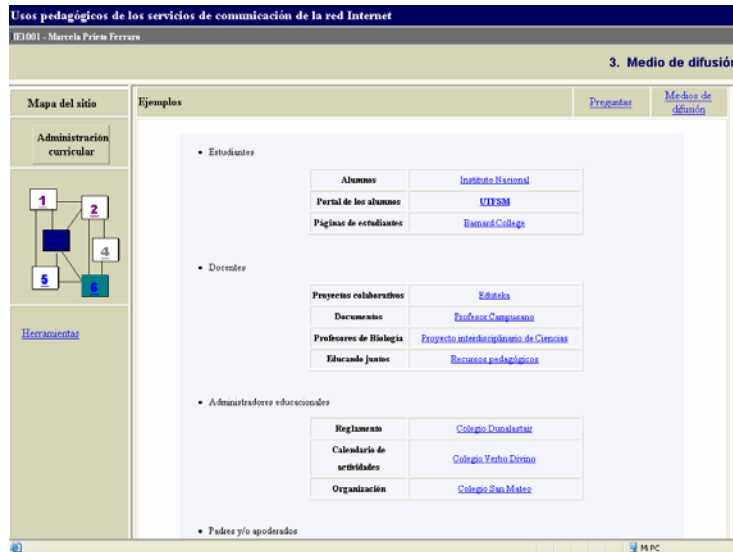 Usos pedagógicos de los servicios de comunicación de la red Internet
IE1001 - Marcela Prieto Ferraro
3. Medio de difusión
Mapa del sitio
Ejemplos
Preguntas
Medios de
difusión
Administración
curricular
1
2
4
5
6
Herramientas
• Estudiantes
Alumnos Instituto Nacional
Portal de los alumnos UTFSM
Páginas de estudiantes Barnard College
• Docentes
Proyectos colaborativos Eduteka
Documentos Profesor Campusano
Profesores de Biología Proyecto interdisciplinario de Ciencias
Educando juntos Recursos pedagógicos
• Administradores educacionales
Reglamento Colegio Dunalastair
Calendario de
actividades Colegio Verbo Divino
Organización Colegio San Mateo
• Padres y/o apoderados
Mi PC